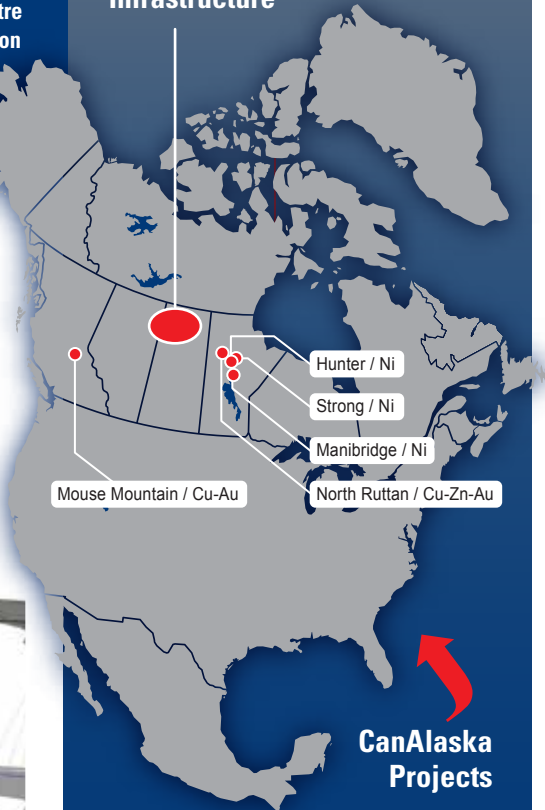 Infrastructure
Hunter / Ni
Strong / Ni
Manibridge / Ni
Mouse Mountain / Cu-Au
North Ruttan / Cu-Zn-Au
CanAlaska
Projects